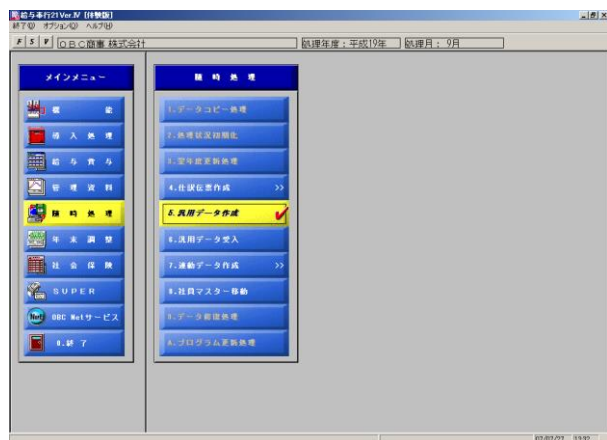 給与奉行21Ver.Ⅳ [体験版]
終了(X) オプション(O) ヘルプ(H)
F S P OBC商事 株式会社 処理年度:平成19年 処理月: 9月
メインメニュー
機 能
導 入 処 理
給 与 賞 与
管 理 資 料
随 時 処 理
年 末 調 整
社 会 保 険
SUPER
OBC Netサービス
0.終 了
随 時 処 理
1.データコピー処理
2.処理状況初期化
3.翌年度更新処理
4.仕訳伝票作成 >>
5.汎用データ作成
6.汎用データ受入
7.連動データ作成 >>
8.社員マスター移動
9.データ修復処理
A.プログラム更新処理